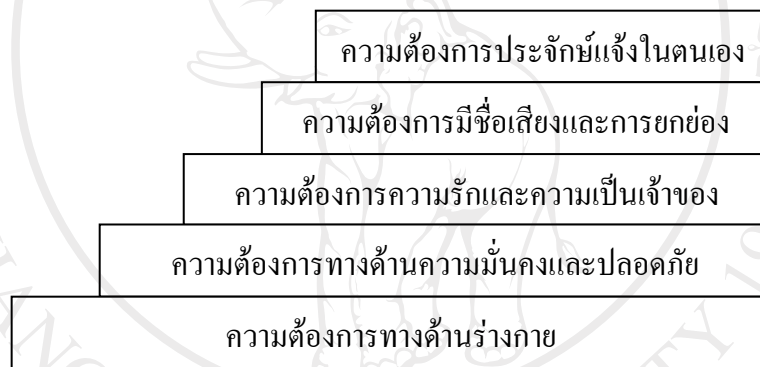 ความต้องการประจักษ์แจ้งในตนเอง
ความต้องการมีชื่อเสียงและการยกย่อง
ความต้องการความรักและความเป็นเจ้าของ
ความต้องการทางด้านความมั่นคงและปลอดภัย
ความต้องการทางด้านร่างกาย